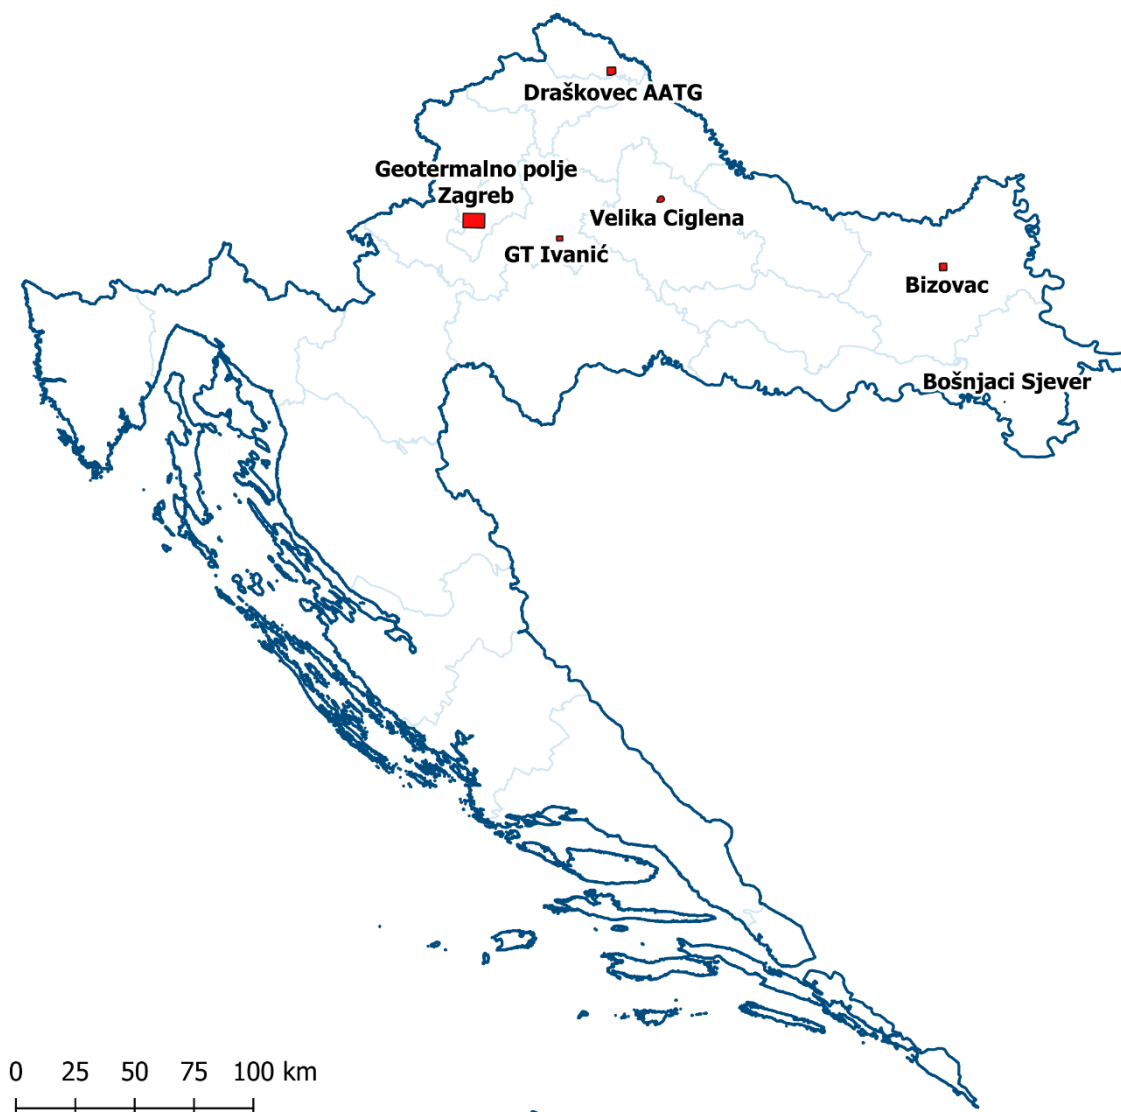 Draškovec AATG
Geotermalno polje
Zagreb
Velika Ciglena
GT Ivanić
Bizovac
Bošnjaci Sjever
0 25 50 75 100 km